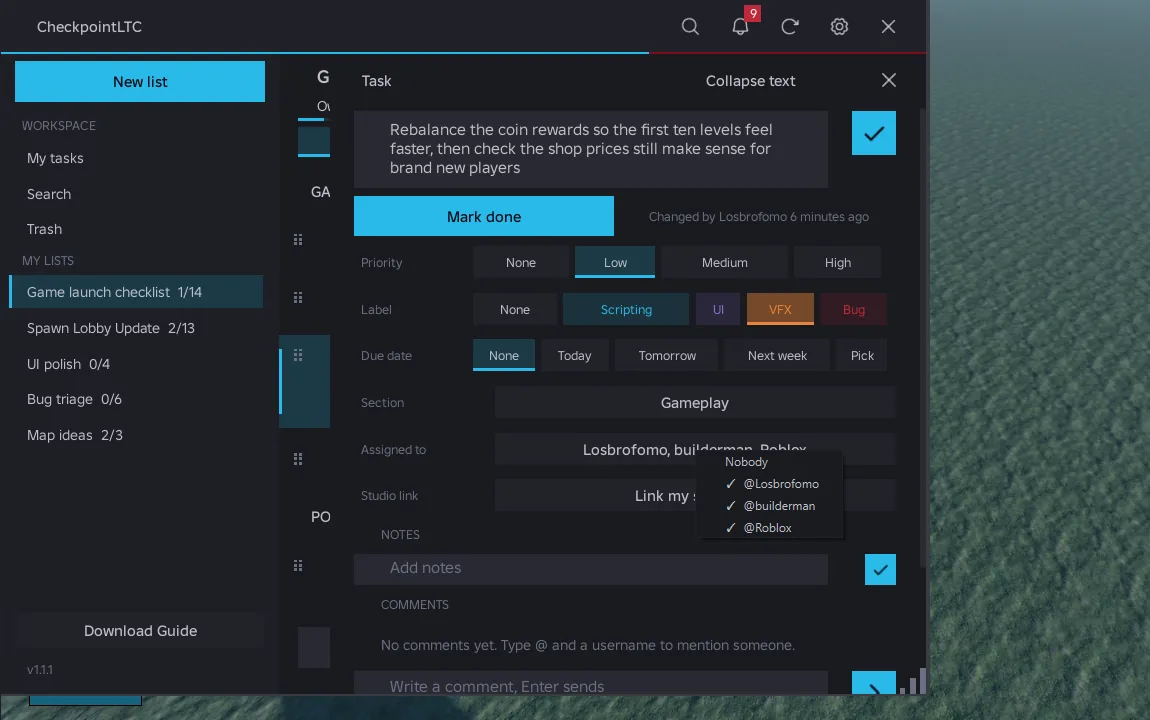 CheckpointLTC
9
New list
WORKSPACE
My tasks
Search
Trash
MY LISTS
Game launch checklist 1/14
Spawn Lobby Update 2/13
UI polish 0/4
Bug triage 0/6
Map ideas 2/3
Download Guide
v1.1.1
G
GA
PO
Task
Collapse text
Rebalance the coin rewards so the first ten levels feel
faster, then check the shop prices still make sense for
brand new players
Mark done
Changed by Losbrofomo 6 minutes ago
Priority
None
Low
Medium
High
Label
None
Scripting
UI
VFX
Bug
Due date
None
Today
Tomorrow
Next week
Pick
Section
Gameplay
Assigned to
Losbrofomo, builderman, Roblox
Nobody
✓ @Losbrofomo
✓ @builderman
✓ @Roblox
Studio link
Link my
NOTES
Add notes
COMMENTS
No comments yet. Type @ and a username to mention someone.
Write a comment, Enter sends